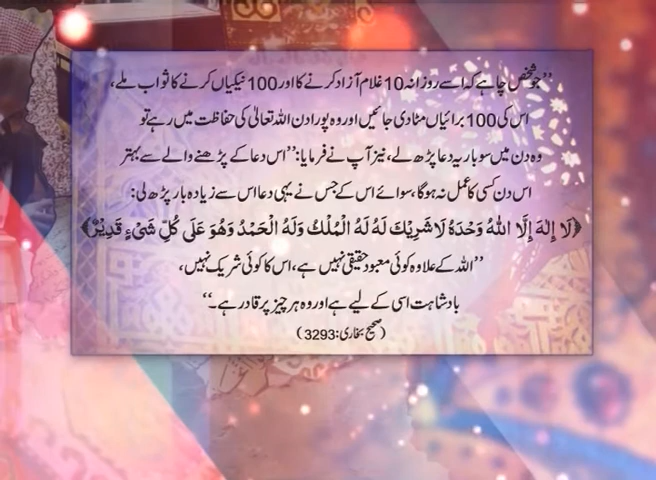 ”جو شخص چاہے کہ اسے روزانہ 10 غلام آزاد کرنے کا اور 100 نیکیاں کرنے کا ثواب ملے،
اس کی 100 برائیاں مٹا دی جائیں اور وہ پورا دن اللہ تعالیٰ کی حفاظت میں رہے تو
وہ دن میں سو بار یہ دعا پڑھ لے، نیز آپ نے فرمایا: ”اس دعا کے پڑھنے والے سے بہتر
اس دن کسی کا عمل نہ ہوگا، سوائے اس کے جس نے یہی دعا اس سے زیادہ بار پڑھ لی:
﴿لَا إِلٰهَ إِلَّا اللّٰهُ وَحْدَهُ لَا شَرِيْكَ لَهُ لَهُ الْمُلْكُ وَلَهُ الْحَمْدُ وَهُوَ عَلَى كُلِّ شَيْءٍ قَدِيْرٌ﴾
”اللہ کے علاوہ کوئی معبود حقیقی نہیں ہے، اس کا کوئی شریک نہیں،
بادشاہت اسی کے لیے ہے اور وہ ہر چیز پر قادر ہے۔“
(صحیح بخاری: 3293)